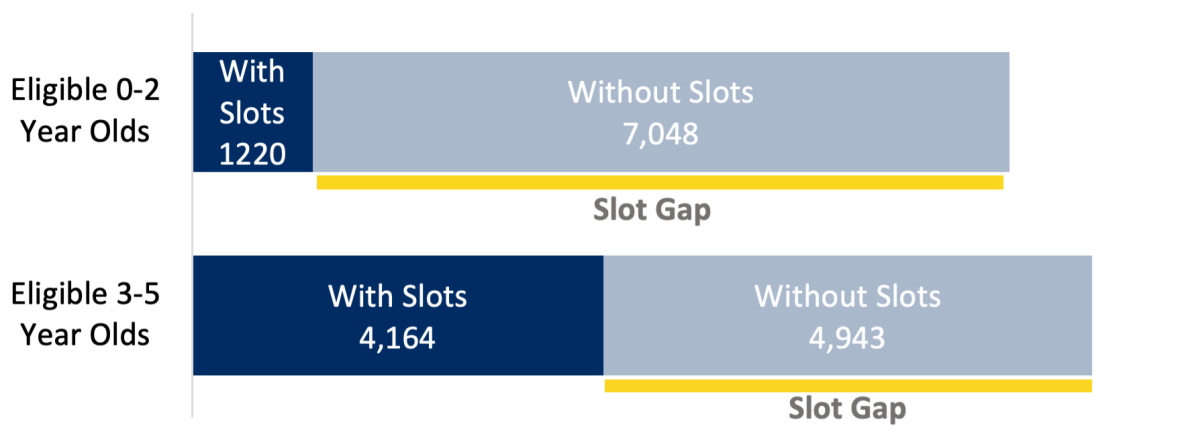 Eligible 0-2
Year Olds
With
Slots
1220
Without Slots
7,048
Slot Gap
Eligible 3-5
Year Olds
With Slots
4,164
Without Slots
4,943
Slot Gap